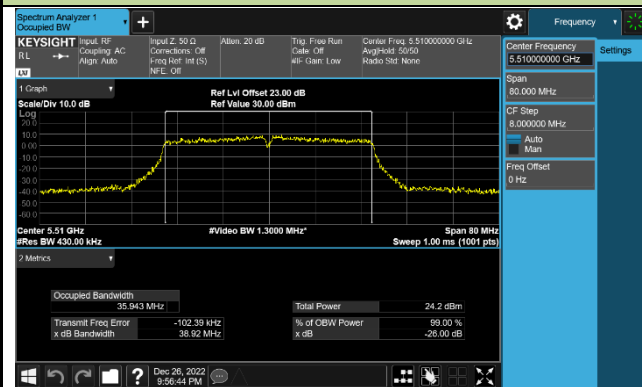 Spectrum Analyzer 1
Occupied BW
+
Frequency
KEYSIGHT
RL
LXI
Input: RF
Coupling: AC
Align: Auto
Input Z: 50 Ω
Corrections: Off
Freq Ref: Int (S)
NFE: Off
Atten: 20 dB
Trig: Free Run
Gate: Off
#IF Gain: Low
Center Freq: 5.510000000 GHz
Avg|Hold: 50/50
Radio Std: None
Center Frequency
5.510000000 GHz
Settings
Span
80.000 MHz
CF Step
8.000000 MHz
Auto
Man
Freq Offset
0 Hz
1 Graph
Scale/Div 10.0 dB
Ref Lvl Offset 23.00 dB
Ref Value 30.00 dBm
Log
20.0
10.0
0.00
-10.0
-20.0
-30.0
-40.0
-50.0
-60.0
Center 5.51 GHz
#Video BW 1.3000 MHz*
Span 80 MHz
#Res BW 430.00 kHz
Sweep 1.00 ms (1001 pts)
2 Metrics
Occupied Bandwidth
35.943 MHz
Total Power 24.2 dBm
Transmit Freq Error -102.39 kHz
% of OBW Power 99.00 %
x dB Bandwidth 38.92 MHz
x dB -26.00 dB
?
Dec 26, 2022
9:56:44 PM